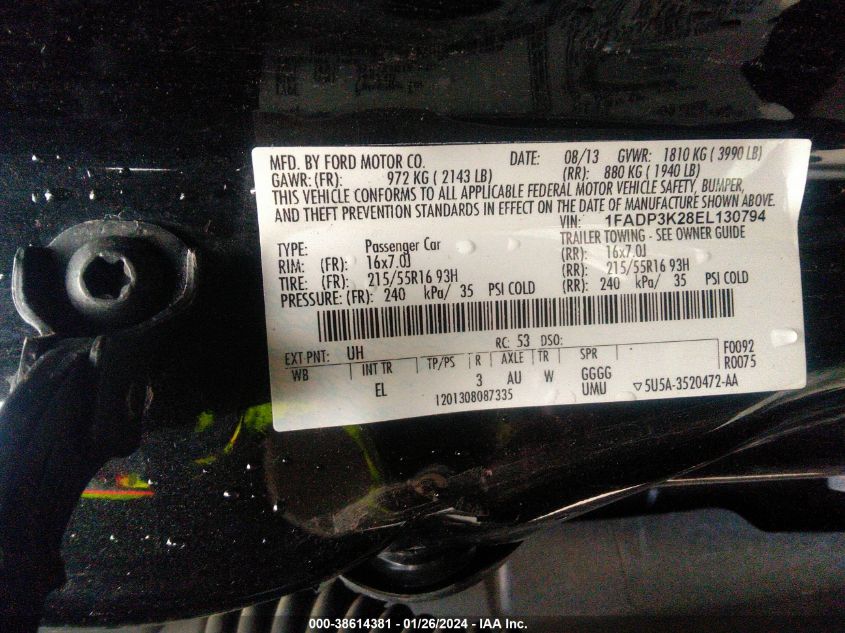 MFD. BY FORD MOTOR CO. DATE: 08/13 GVWR: 1810 KG ( 3990 LB)
GAWR: (FR): 972 KG ( 2143 LB) (RR): 880 KG ( 1940 LB)
THIS VEHICLE CONFORMS TO ALL APPLICABLE FEDERAL MOTOR VEHICLE SAFETY, BUMPER,
AND THEFT PREVENTION STANDARDS IN EFFECT ON THE DATE OF MANUFACTURE SHOWN ABOVE.
VIN: 1FADP3K28EL130794
TYPE: Passenger Car TRAILER TOWING - SEE OWNER GUIDE
RIM: (FR): 16x7.0J (RR): 16x7.0J
TIRE: (FR): 215/55R16 93H (RR): 215/55R16 93H
PRESSURE: (FR): 240 kPa/ 35 PSI COLD (RR): 240 kPa/ 35 PSI COLD
EXT PNT: UH RC: 53 DSO: F0092
WB INT TR TP/PS R AXLE TR SPR R0075
EL 3 AU W GGGG
UMU ▽5U5A-3520472-AA
1201308087335
000-38614381 - 01/26/2024 - IAA Inc.